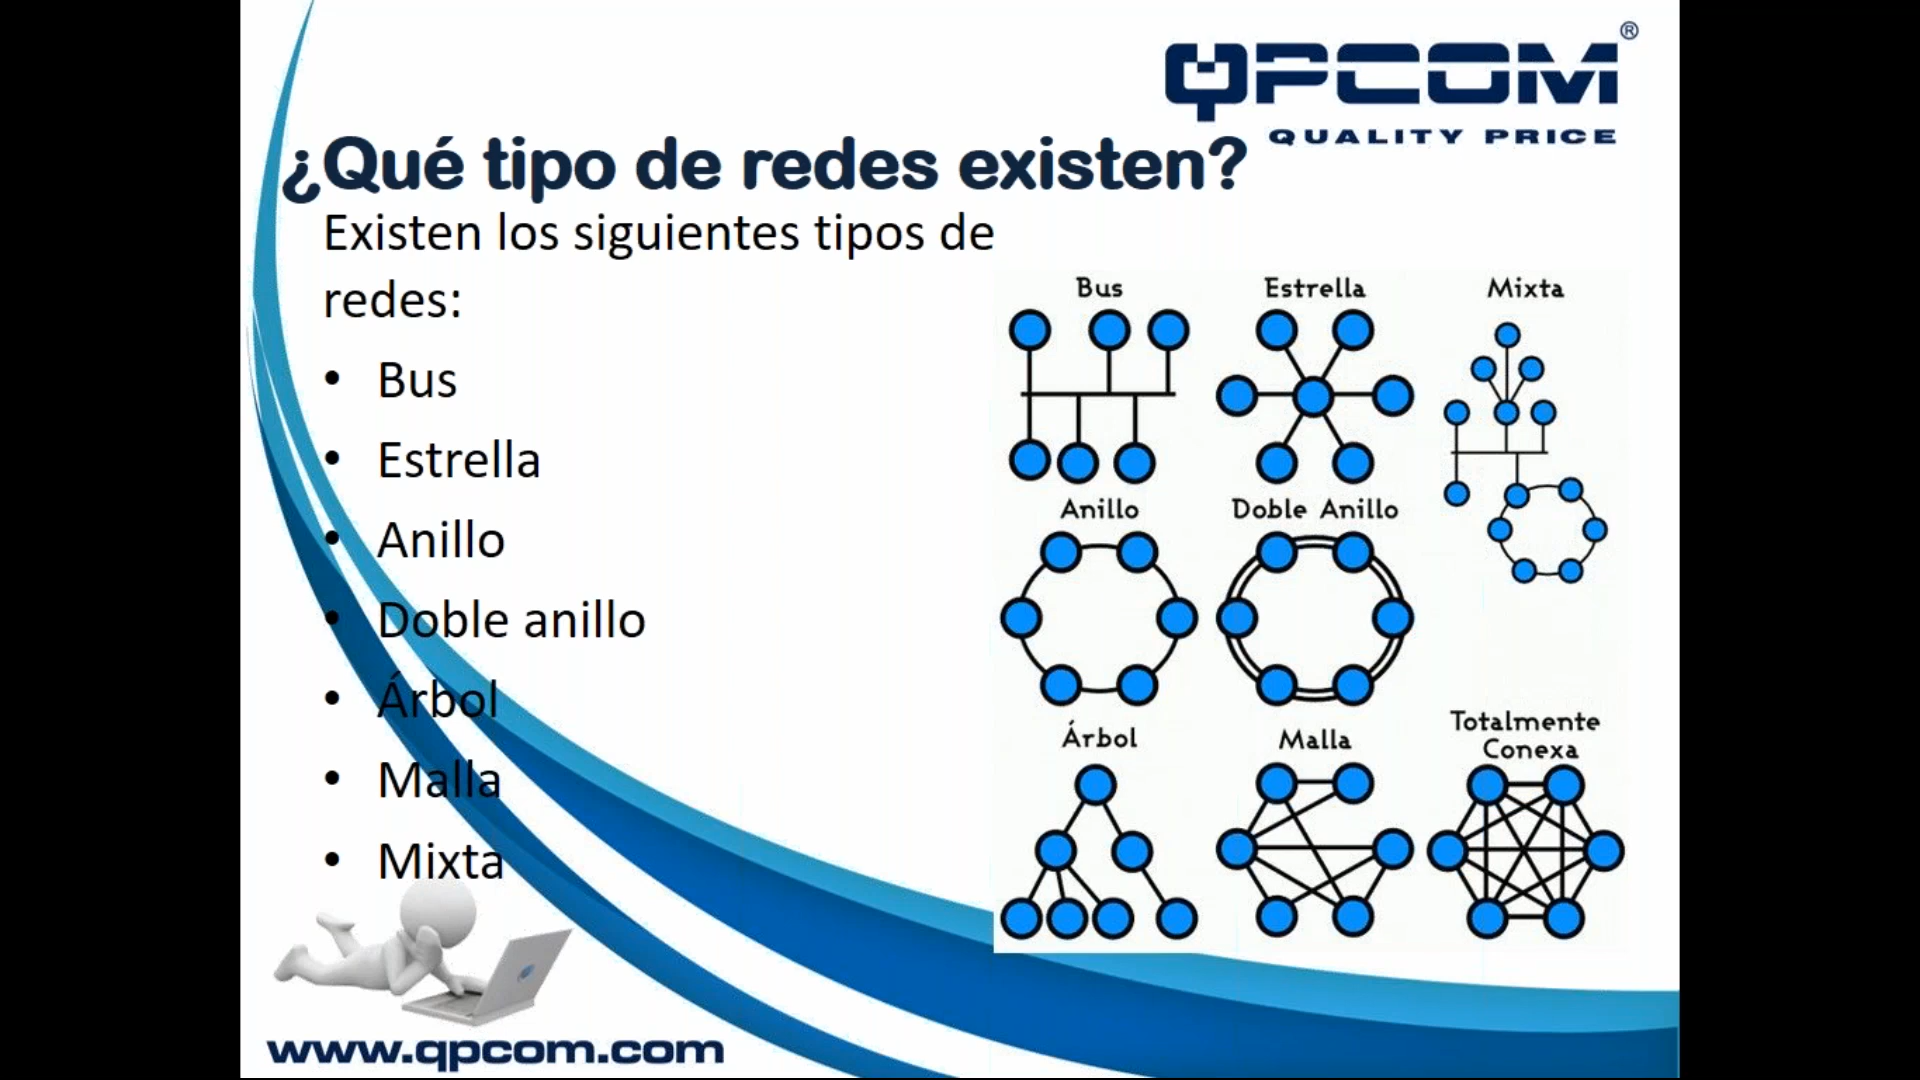 QPCOM®
QUALITY PRICE
¿Qué tipo de redes existen?
Existen los siguientes tipos de
redes:
• Bus
• Estrella
• Anillo
• Doble anillo
• Árbol
• Malla
• Mixta
Bus
Estrella
Mixta
Anillo
Doble Anillo
Árbol
Malla
Totalmente
Conexa
www.qpcom.com